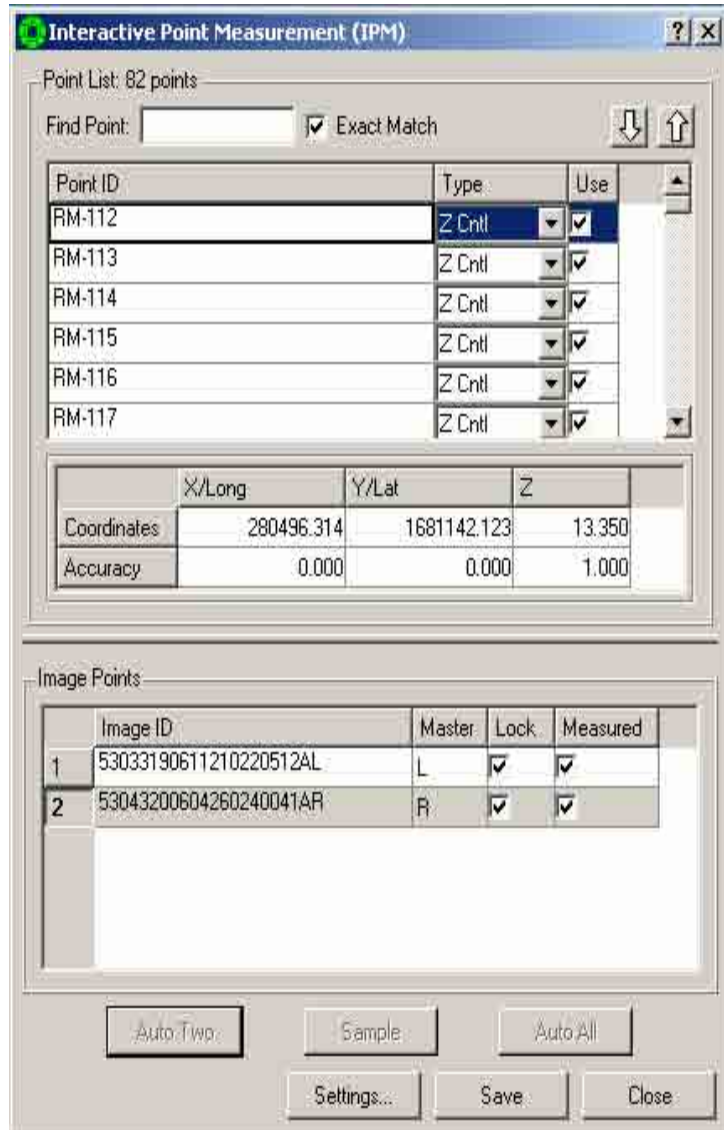 Interactive Point Measurement (IPM)
Point List: 82 points
Find Point: Exact Match
Point ID Type Use
RM-112 Z Cntl
RM-113 Z Cntl
RM-114 Z Cntl
RM-115 Z Cntl
RM-116 Z Cntl
RM-117 Z Cntl
X/Long Y/Lat Z
Coordinates 280496.314 1681142.123 13.350
Accuracy 0.000 0.000 1.000
Image Points
Image ID Master Lock Measured
1 53033190611210220512AL L
2 53043200604260240041AR R
Auto Two Sample Auto All
Settings... Save Close